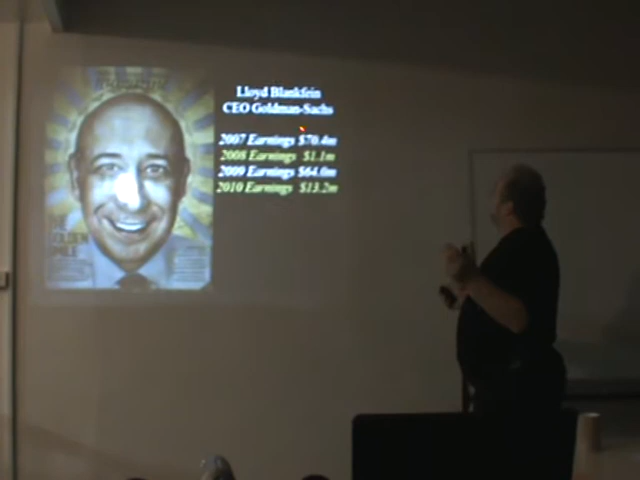 Lloyd Blankfein
CEO Goldman-Sachs
2007 Earnings $70.4m
2008 Earnings $1.1m
2009 Earnings $64.0m
2010 Earnings $13.2m